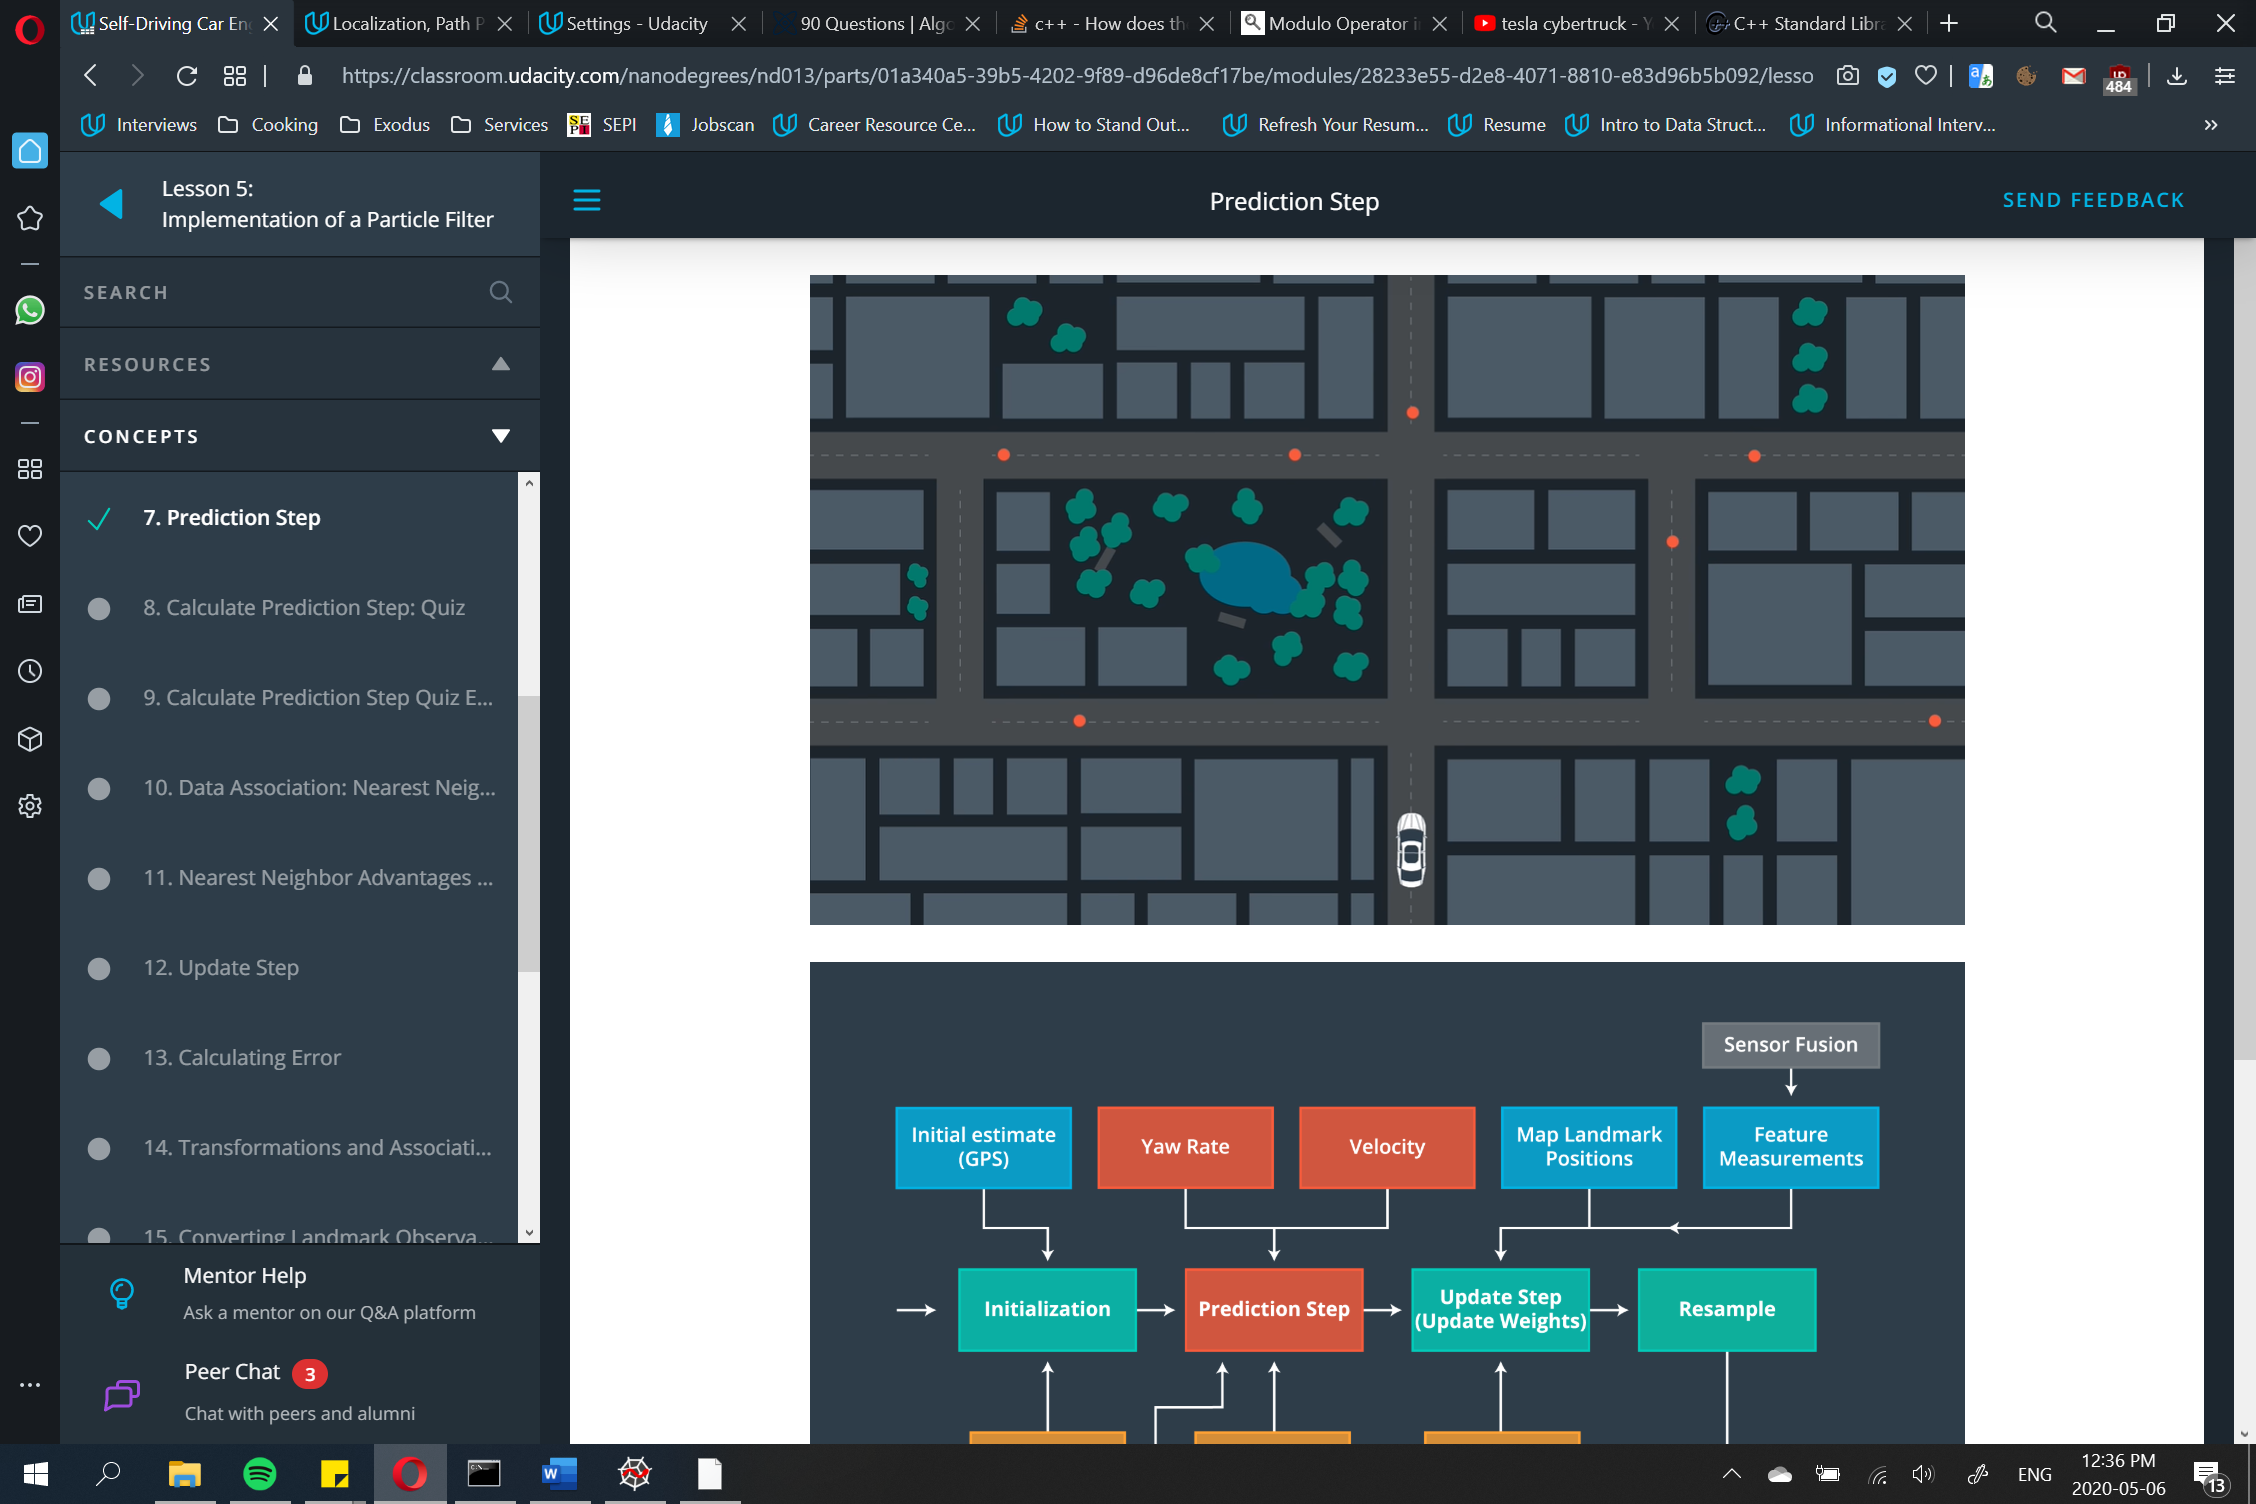 Self-Driving Car En
Localization, Path P
Settings - Udacity
90 Questions | Algo
c++ - How does th
Modulo Operator i
tesla cybertruck - Y
C++ Standard Libra
https://classroom.udacity.com/nanodegrees/nd013/parts/01a340a5-39b5-4202-9f89-d96de8cf17be/modules/28233e55-d2e8-4071-8810-e83d96b5b092/lesso
484
Interviews
Cooking
Exodus
Services
SEPI
Jobscan
Career Resource Ce...
How to Stand Out...
Refresh Your Resum...
Resume
Intro to Data Struct...
Informational Interv...
Lesson 5:
Implementation of a Particle Filter
Prediction Step
SEND FEEDBACK
SEARCH
RESOURCES
CONCEPTS
7. Prediction Step
8. Calculate Prediction Step: Quiz
9. Calculate Prediction Step Quiz E...
10. Data Association: Nearest Neig...
11. Nearest Neighbor Advantages ...
12. Update Step
13. Calculating Error
14. Transformations and Associati...
15. Converting Landmark Observa...
Mentor Help
Ask a mentor on our Q&A platform
Peer Chat 3
Chat with peers and alumni
Sensor Fusion
Initial estimate
(GPS)
Yaw Rate
Velocity
Map Landmark
Positions
Feature
Measurements
Initialization
Prediction Step
Update Step
(Update Weights)
Resample
ENG
12:36 PM
2020-05-06
13